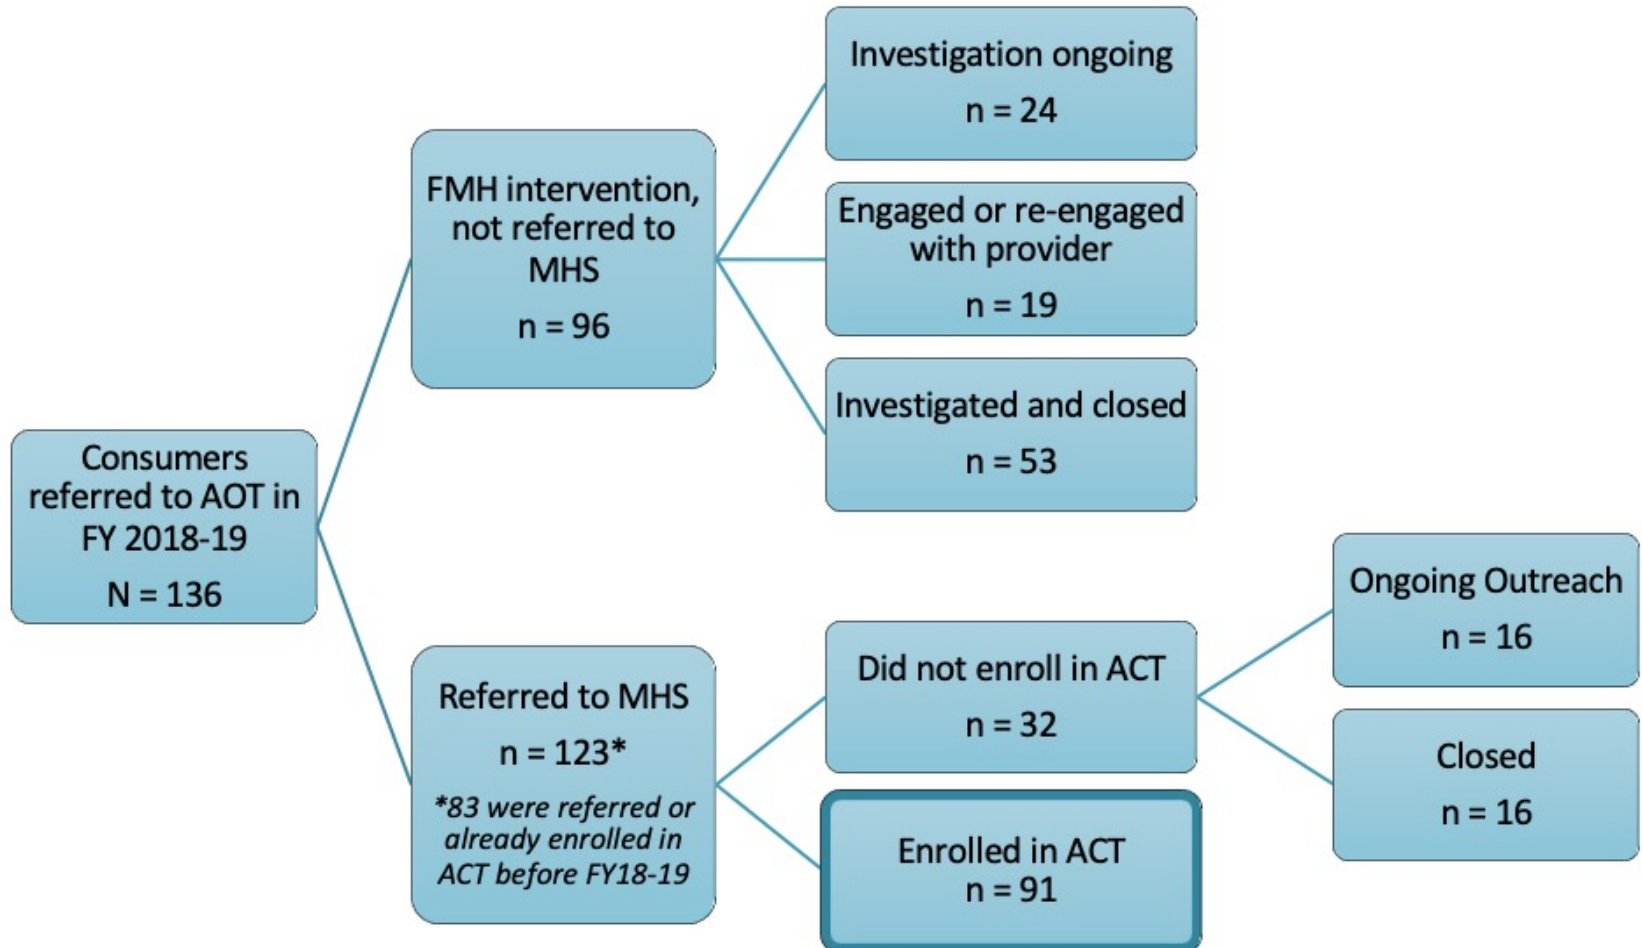 Consumers
referred to AOT in
FY 2018-19
N = 136
FMH intervention,
not referred to
MHS
n = 96
Investigation ongoing
n = 24
Engaged or re-engaged
with provider
n = 19
Investigated and closed
n = 53
Referred to MHS
n = 123*
*83 were referred or
already enrolled in
ACT before FY18-19
Did not enroll in ACT
n = 32
Ongoing Outreach
n = 16
Closed
n = 16
Enrolled in ACT
n = 91